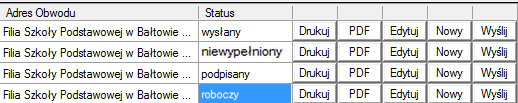 Adres Obwodu Status
Filia Szkoły Podstawowej w Bałtowie ... wysłany Drukuj PDF Edytuj Nowy Wyślij
Filia Szkoły Podstawowej w Bałtowie ... niewypełniony Drukuj PDF Edytuj Nowy Wyślij
Filia Szkoły Podstawowej w Bałtowie ... podpisany Drukuj PDF Edytuj Nowy Wyślij
Filia Szkoły Podstawowej w Bałtowie ... roboczy Drukuj PDF Edytuj Nowy Wyślij